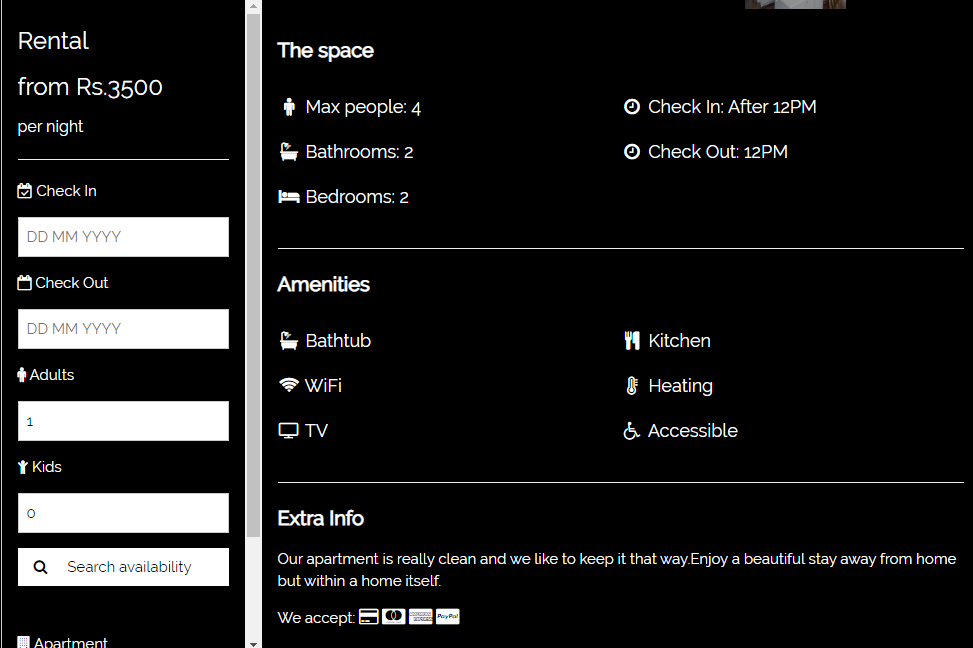 Rental
from Rs.3500
per night
Check In
DD MM YYYY
Check Out
DD MM YYYY
Adults
1
Kids
0
Search availability
Apartment
The space
Max people: 4
Check In: After 12PM
Bathrooms: 2
Check Out: 12PM
Bedrooms: 2
Amenities
Bathtub
Kitchen
WiFi
Heating
TV
Accessible
Extra Info
Our apartment is really clean and we like to keep it that way.Enjoy a beautiful stay away from home
but within a home itself.
We accept:
PayPal